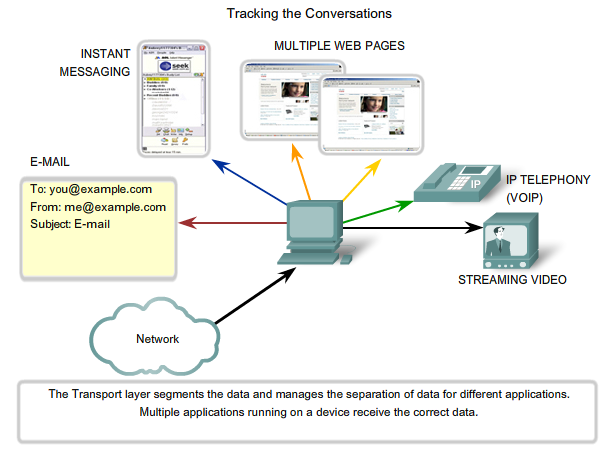 Tracking the Conversations
INSTANT
MESSAGING
MULTIPLE WEB PAGES
seek
E-MAIL
To: you@example.com
From: me@example.com
Subject: E-mail
IP
IP TELEPHONY
(VOIP)
STREAMING VIDEO
Network
The Transport layer segments the data and manages the separation of data for different applications.
Multiple applications running on a device receive the correct data.